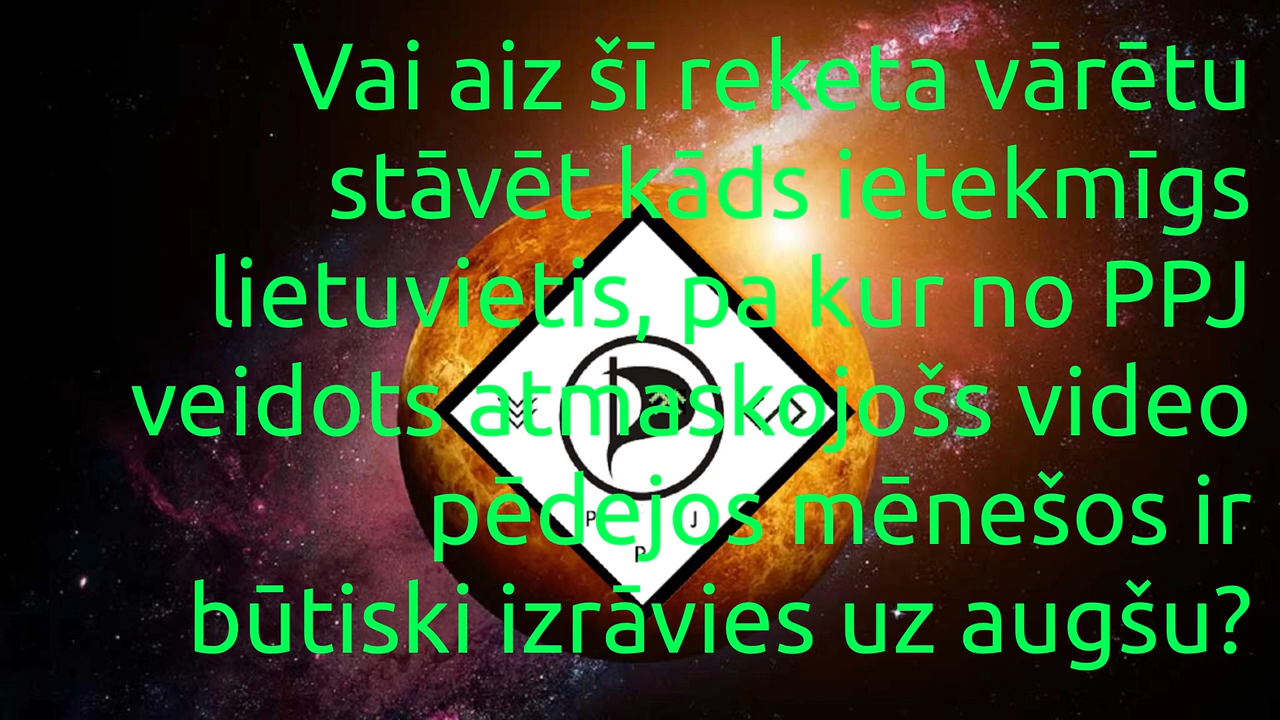 Vai aiz šī reketa vārētu
stāvēt kāds ietekmīgs
lietuvietis, pa kur no PPJ
veidots atmaskojošs video
pēdejos mēnešos ir
būtiski izrāvies uz augšu?
P J
P